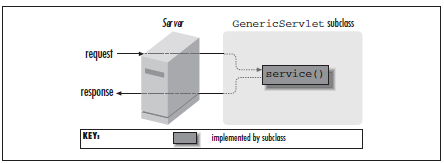 Server
GenericServlet subclass
request
service()
response
KEY:
implemented by subclass